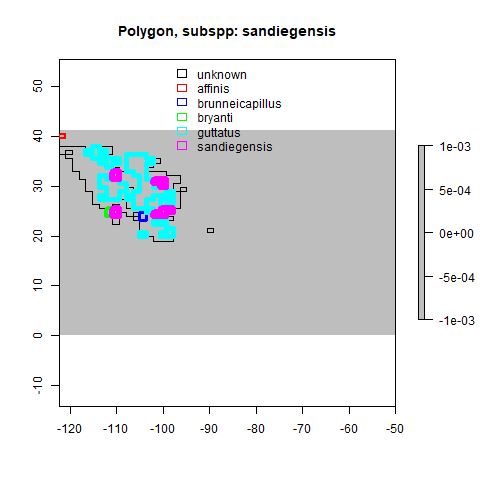 Polygon, subspp: sandiegensis
unknown
affinis
brunneicapillus
bryanti
guttatus
sandiegensis
50
40
30
20
10
0
-10
-120 -110 -100 -90 -80 -70 -60 -50
1e-03
5e-04
0e+00
-5e-04
-1e-03